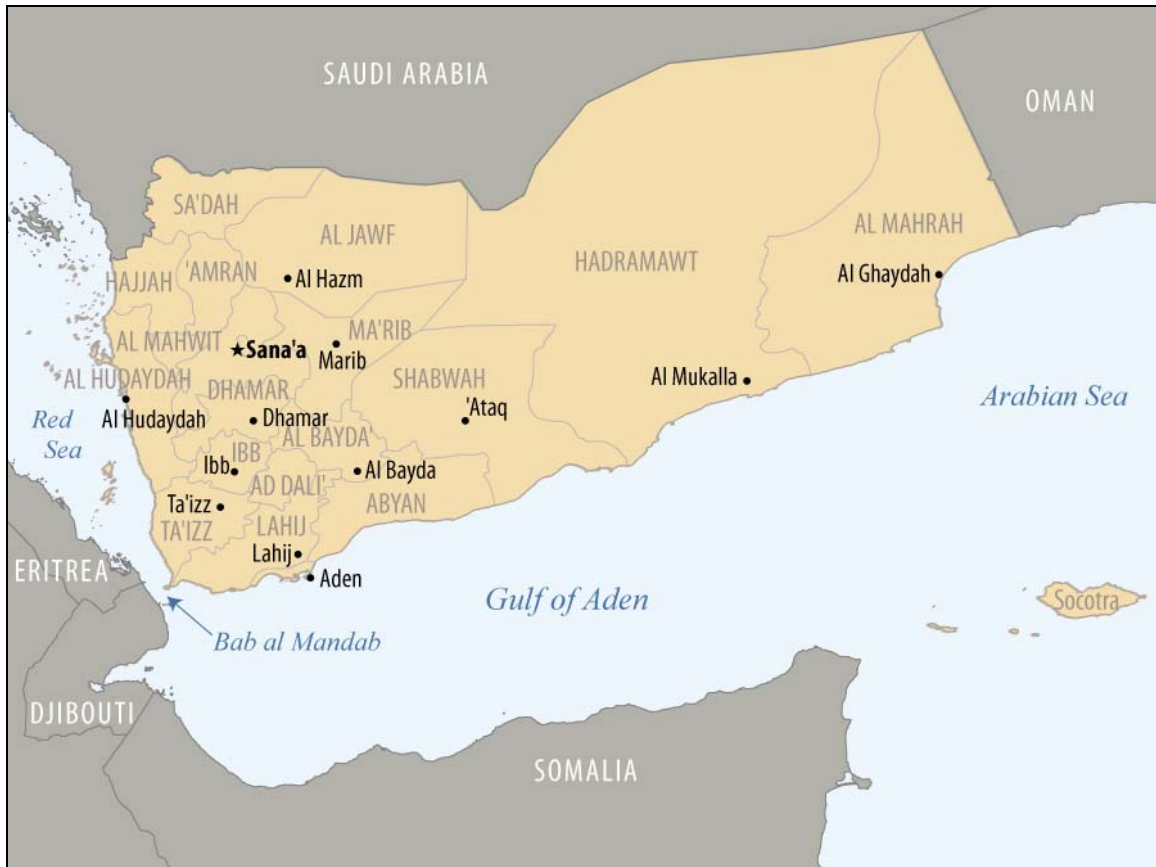 SAUDI ARABIA
OMAN
SA'DAH
AL JAWF
AL MAHRAH
'AMRAN
HADRAMAWT
HAJJAH
Al Hazm
Al Ghaydah
AL MAHWIT
Sana'a
MA'RIB
Marib
AL HUDAYDAH
DHAMAR
SHABWAH
Al Mukalla
Arabian Sea
Red
Sea
Al Hudaydah
Dhamar
'Ataq
AL BAYDA'
IBB
Ibb
Al Bayda
AD DALI'
ABYAN
Ta'izz
TA'IZZ
LAHIJ
Lahij
Aden
ERITREA
Gulf of Aden
Socotra
Bab al Mandab
DJIBOUTI
SOMALIA